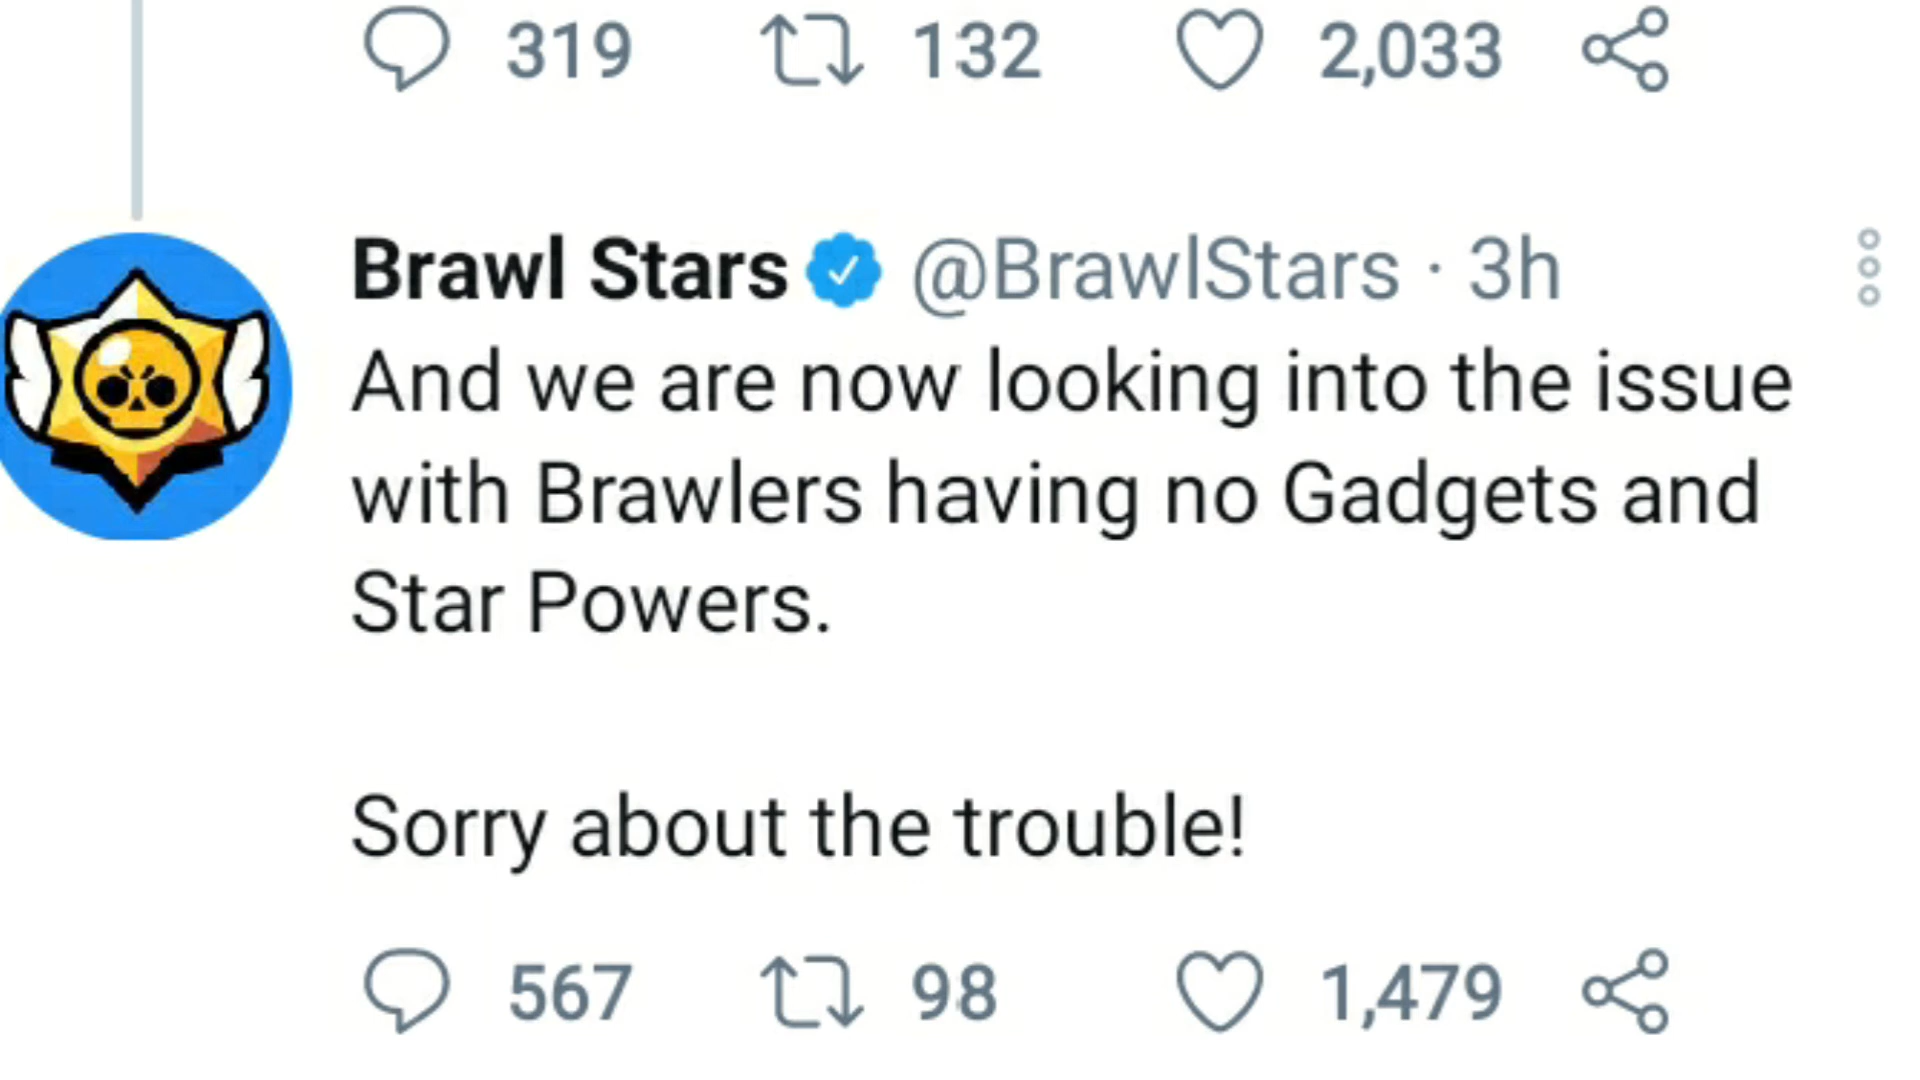 319 132 2,033
Brawl Stars @BrawlStars · 3h
And we are now looking into the issue
with Brawlers having no Gadgets and
Star Powers.
Sorry about the trouble!
567 98 1,479